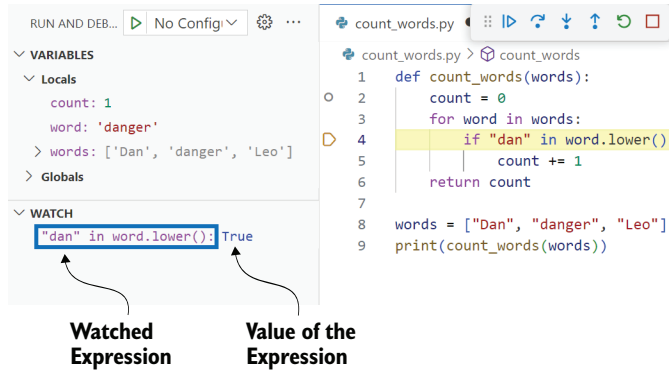 RUN AND DEB... No Config
VARIABLES
Locals
count: 1
word: 'danger'
words: ['Dan', 'danger', 'Leo']
Globals
WATCH
"dan" in word.lower(): True
Watched
Expression
Value of the
Expression
count_words.py
count_words.py > count_words
1 def count_words(words):
2 count = 0
3 for word in words:
4 if "dan" in word.lower()
5 count += 1
6 return count
7
8 words = ["Dan", "danger", "Leo"]
9 print(count_words(words))